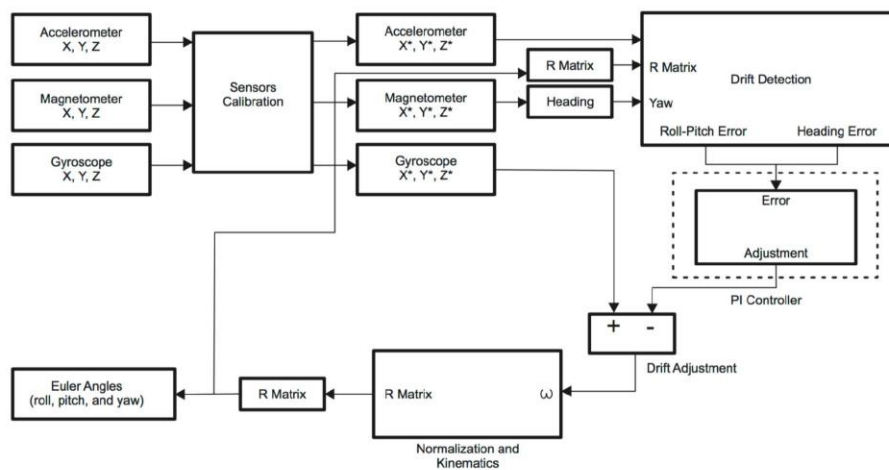 Accelerometer
X, Y, Z
Sensors
Calibration
Accelerometer
X*, Y*, Z*
R Matrix
R Matrix
Drift Detection
Magnetometer
X, Y, Z
Magnetometer
X*, Y*, Z*
Heading
Yaw
Roll-Pitch Error
Heading Error
Gyroscope
X, Y, Z
Gyroscope
X*, Y*, Z*
Error
Adjustment
PI Controller
+ -
Drift Adjustment
Euler Angles
(roll, pitch, and yaw)
R Matrix
R Matrix
ω
Normalization and
Kinematics